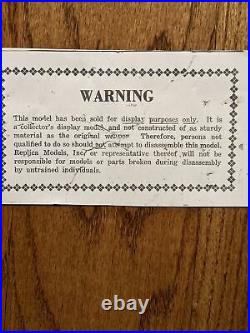 WARNING
This model has been sold for display purposes only. It is
a collector's display model and not constructed of as sturdy
material as the original weapon Therefore, persons not
qualified to do so should not attempt to disassemble this model.
Replica Models, Inc. or representative thereof will not be
responsible for models or parts broken during disassembly
by untrained individuals.